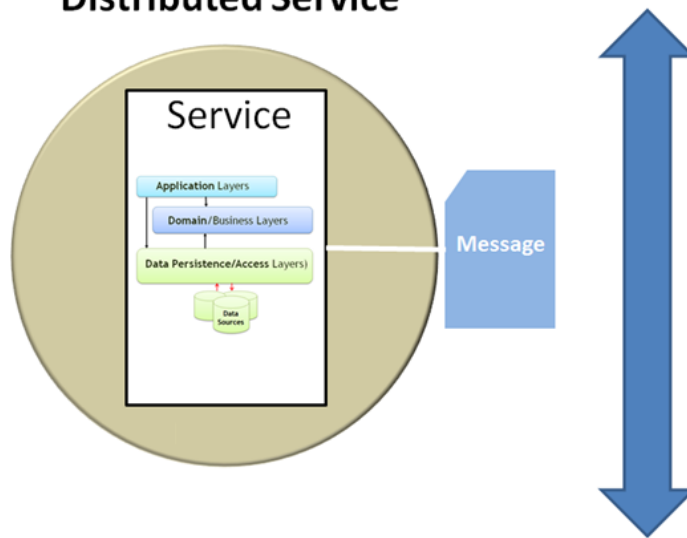 Distributed Service
Service
Application Layers
Domain/Business Layers
Data Persistence/Access Layers)
Data
Sources
Message